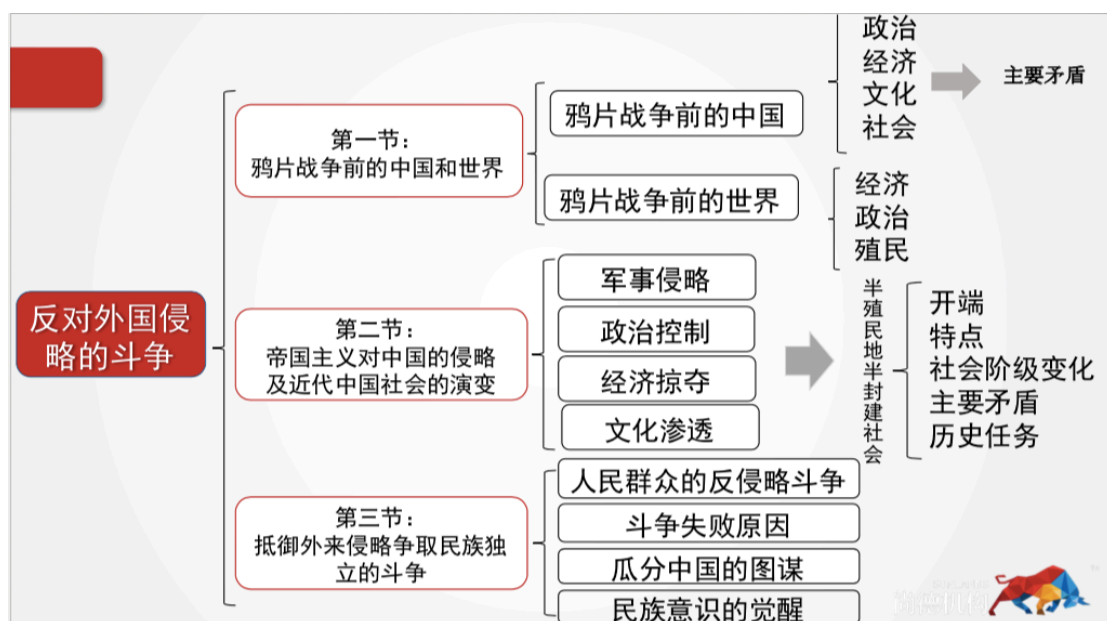 反对外国侵
略的斗争
第一节：
鸦片战争前的中国和世界
鸦片战争前的中国
政治
经济
文化
社会
主要矛盾
鸦片战争前的世界
经济
政治
殖民
第二节：
帝国主义对中国的侵略
及近代中国社会的演变
军事侵略
政治控制
经济掠夺
文化渗透
半殖民地半封建社会
开端
特点
社会阶级变化
主要矛盾
历史任务
第三节：
抵御外来侵略争取民族独
立的斗争
人民群众的反侵略斗争
斗争失败原因
瓜分中国的图谋
民族意识的觉醒
尚德机构